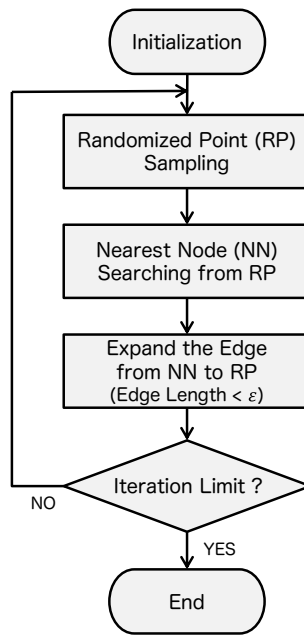 Initialization
Randomized Point (RP)
Sampling
Nearest Node (NN)
Searching from RP
Expand the Edge
from NN to RP
(Edge Length < ε)
Iteration Limit ?
NO
YES
End